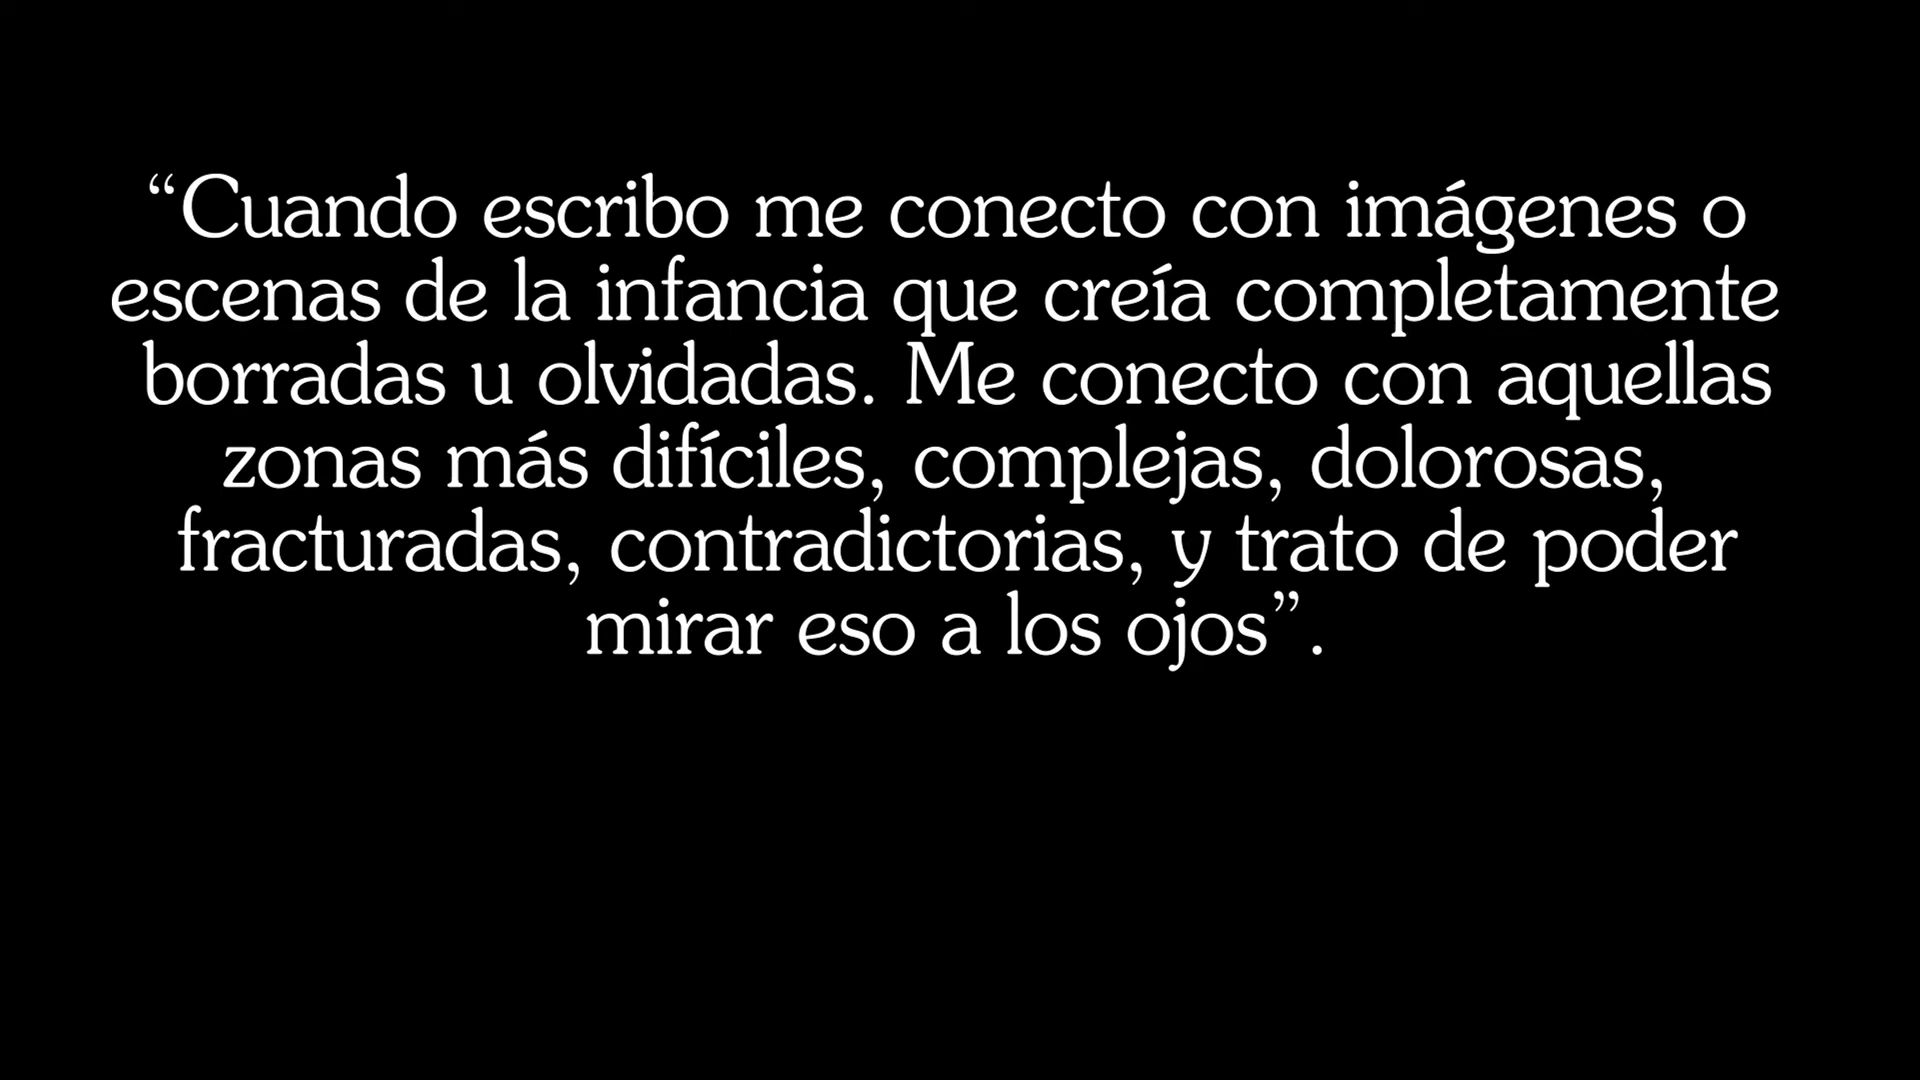 “Cuando escribo me conecto con imágenes o
escenas de la infancia que creía completamente
borradas u olvidadas. Me conecto con aquellas
zonas más difíciles, complejas, dolorosas,
fracturadas, contradictorias, y trato de poder
mirar eso a los ojos”.